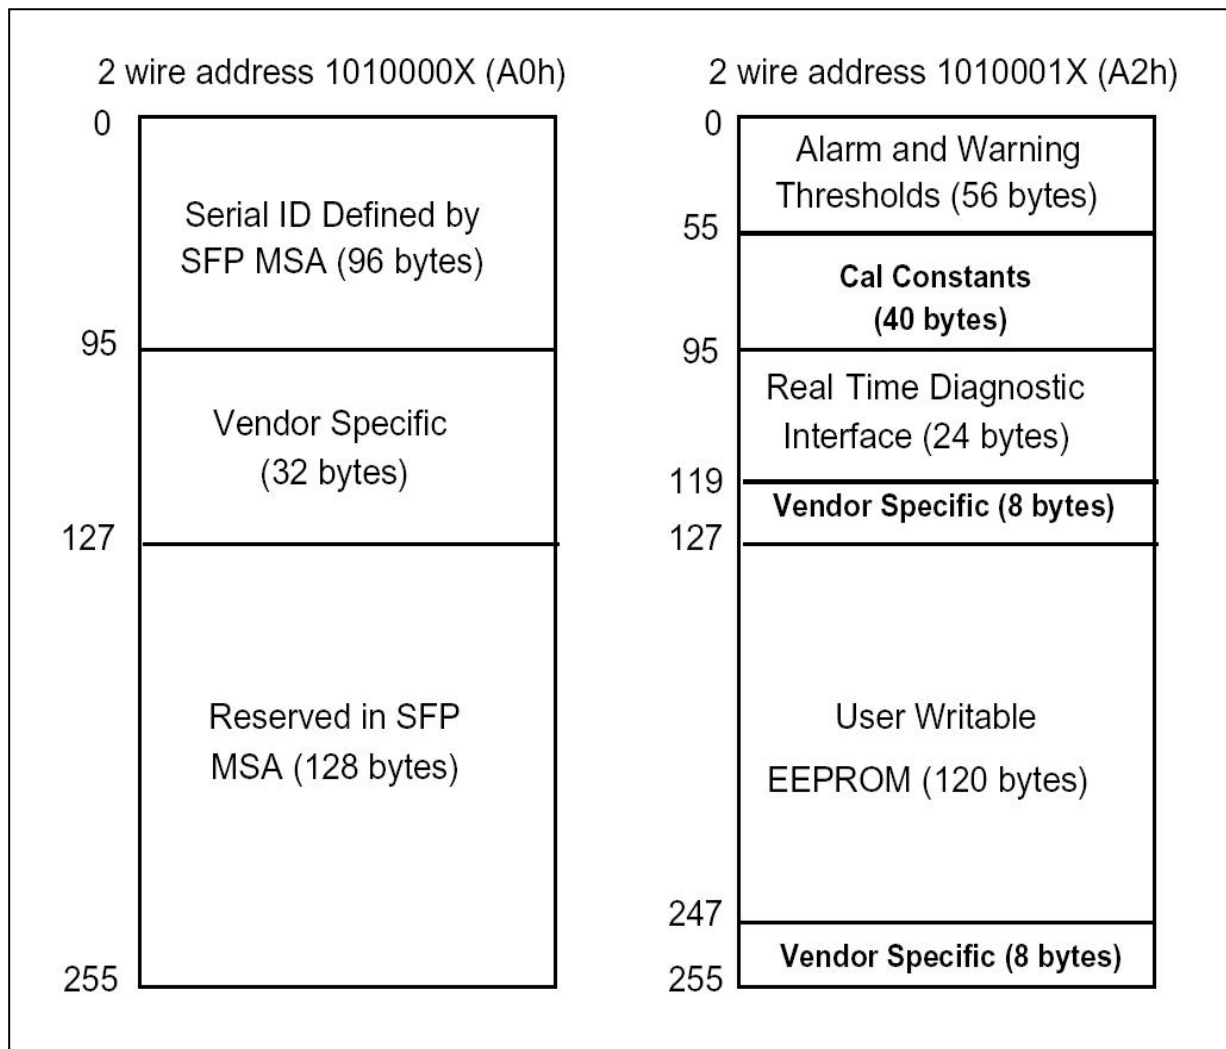 2 wire address 1010000X (A0h)
0
Serial ID Defined by
SFP MSA (96 bytes)
95
Vendor Specific
(32 bytes)
127
Reserved in SFP
MSA (128 bytes)
255
2 wire address 1010001X (A2h)
0
Alarm and Warning
Thresholds (56 bytes)
55
Cal Constants
(40 bytes)
95
Real Time Diagnostic
Interface (24 bytes)
119
Vendor Specific (8 bytes)
127
User Writable
EEPROM (120 bytes)
247
Vendor Specific (8 bytes)
255